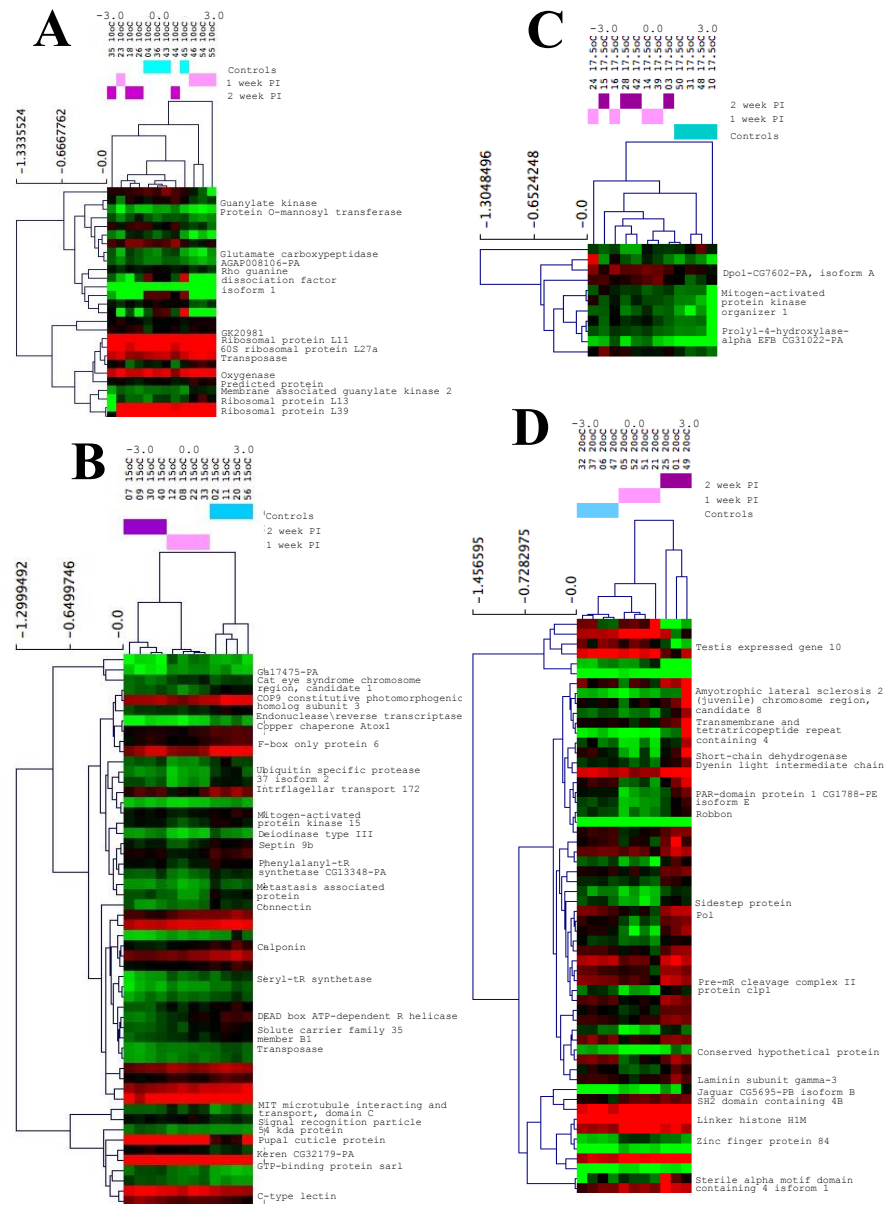 A
-3.0 0.0 3.0
35 10oC
23 10oC
18 10oC
26 10oC
04 10oC
36 10oC
43 10oC
44 10oC
45 10oC
46 10oC
54 10oC
55 10oC
Controls
1 week PI
2 week PI
-1.3335524
-0.6667762
-0.0
Guanylate kinase
Protein O-mannosyl transferase
Glutamate carboxypeptidase
AGAP008106-PA
Rho guanine
dissociation factor
isoform 1
GK20981
Ribosomal protein L11
60S ribosomal protein L27a
Transposase
Oxygenase
Predicted protein
Membrane associated guanylate kinase 2
Ribosomal protein L13
Ribosomal protein L39
B
-3.0 0.0 3.0
07 15oC
09 15oC
30 15oC
40 15oC
12 15oC
08 15oC
22 15oC
33 15oC
02 15oC
11 15oC
20 15oC
56 15oC
Controls
2 week PI
1 week PI
-1.2999492
-0.6499746
-0.0
GL17475-PA
Cat eye syndrome chromosome
region, candidate 1
COP9 constitutive photomorphogenic
homolog subunit 3
Endonuclease\reverse transcriptase
Copper chaperone Atox1
F-box only protein 6
Ubiquitin specific protease
37 isoform 2
Intrflagellar transport 172
Mitogen-activated
protein kinase 15
Deiodinase type III
Septin 9b
Phenylalanyl-tR
synthetase CG13348-PA
Metastasis associated
protein
Connectin
Calponin
Seryl-tR synthetase
DEAD box ATP-dependent R helicase
Solute carrier family 35
member B1
Transposase
MIT microtubule interacting and
transport, domain C
Signal recognition particle
54 kda protein
Pupal cuticle protein
Keren CG32179-PA
GTP-binding protein sarl
C-type lectin
C
-3.0 0.0 3.0
24 17.5oC
15 17.5oC
16 17.5oC
28 17.5oC
42 17.5oC
14 17.5oC
39 17.5oC
03 17.5oC
50 17.5oC
31 17.5oC
48 17.5oC
10 17.5oC
2 week PI
1 week PI
Controls
-1.3048496
-0.6524248
-0.0
Dpol-CG7602-PA, isoform A
Mitogen-activated
protein kinase
organizer 1
Prolyl-4-hydroxylase-
alpha EFB CG31022-PA
D
-3.0 0.0 3.0
32 20oC
37 20oC
06 20oC
47 20oC
05 20oC
52 20oC
51 20oC
21 20oC
25 20oC
01 20oC
49 20oC
2 week PI
1 week PI
Controls
-1.456595
-0.7282975
-0.0
Testis expressed gene 10
Amyotrophic lateral sclerosis 2
(juvenile) chromosome region,
candidate 8
Transmembrane and
tetratricopeptide repeat
containing 4
Short-chain dehydrogenase
Dyenin light intermediate chain
PAR-domain protein 1 CG1788-PE
isoform E
Robbon
Sidestep protein
Pol
Pre-mR cleavage complex II
protein clp1
Conserved hypothetical protein
Laminin subunit gamma-3
Jaguar CG5695-PB isoform B
SH2 domain containing 4B
Linker histone H1M
Zinc finger protein 84
Sterile alpha motif domain
containing 4 isforom 1